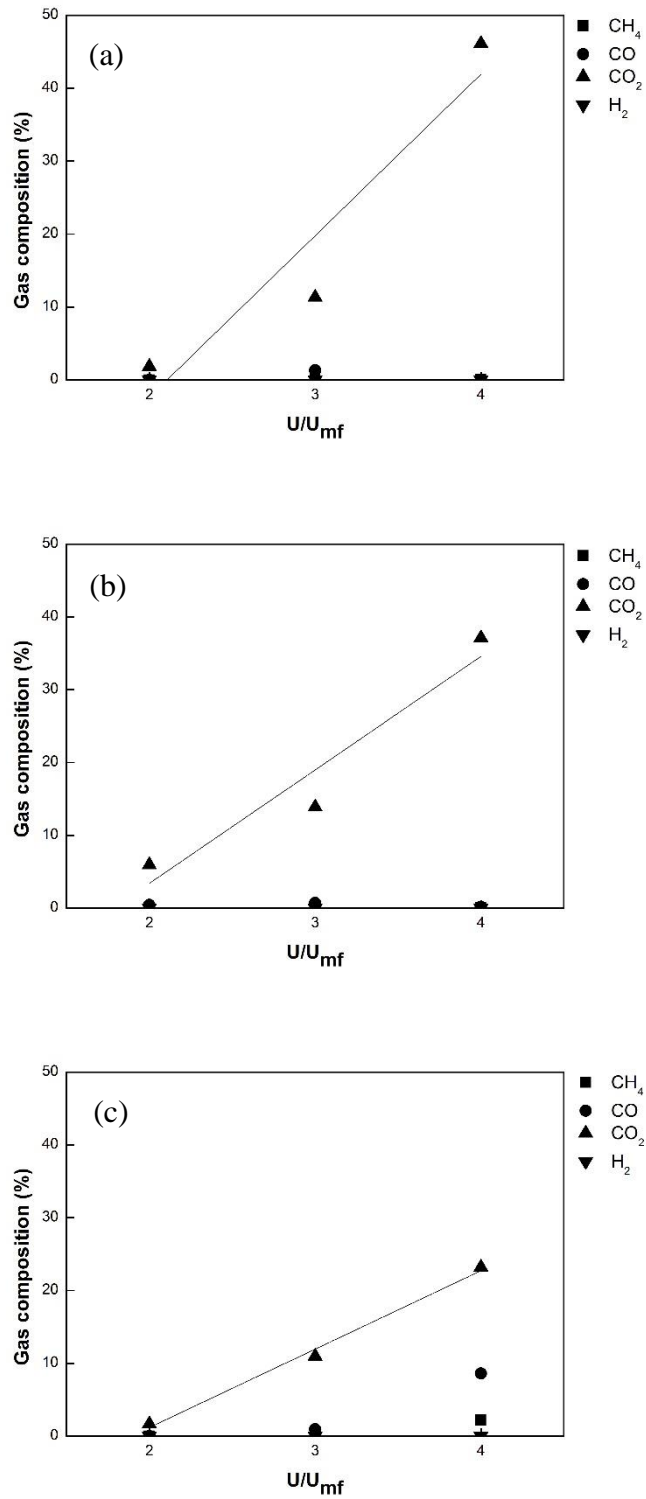 (a)
50
40
30
20
10
0
Gas composition (%)
2 3 4
U/Umf
CH4
CO
CO2
H2
(b)
50
40
30
20
10
0
Gas composition (%)
2 3 4
U/Umf
CH4
CO
CO2
H2
(c)
50
40
30
20
10
0
Gas composition (%)
2 3 4
U/Umf
CH4
CO
CO2
H2